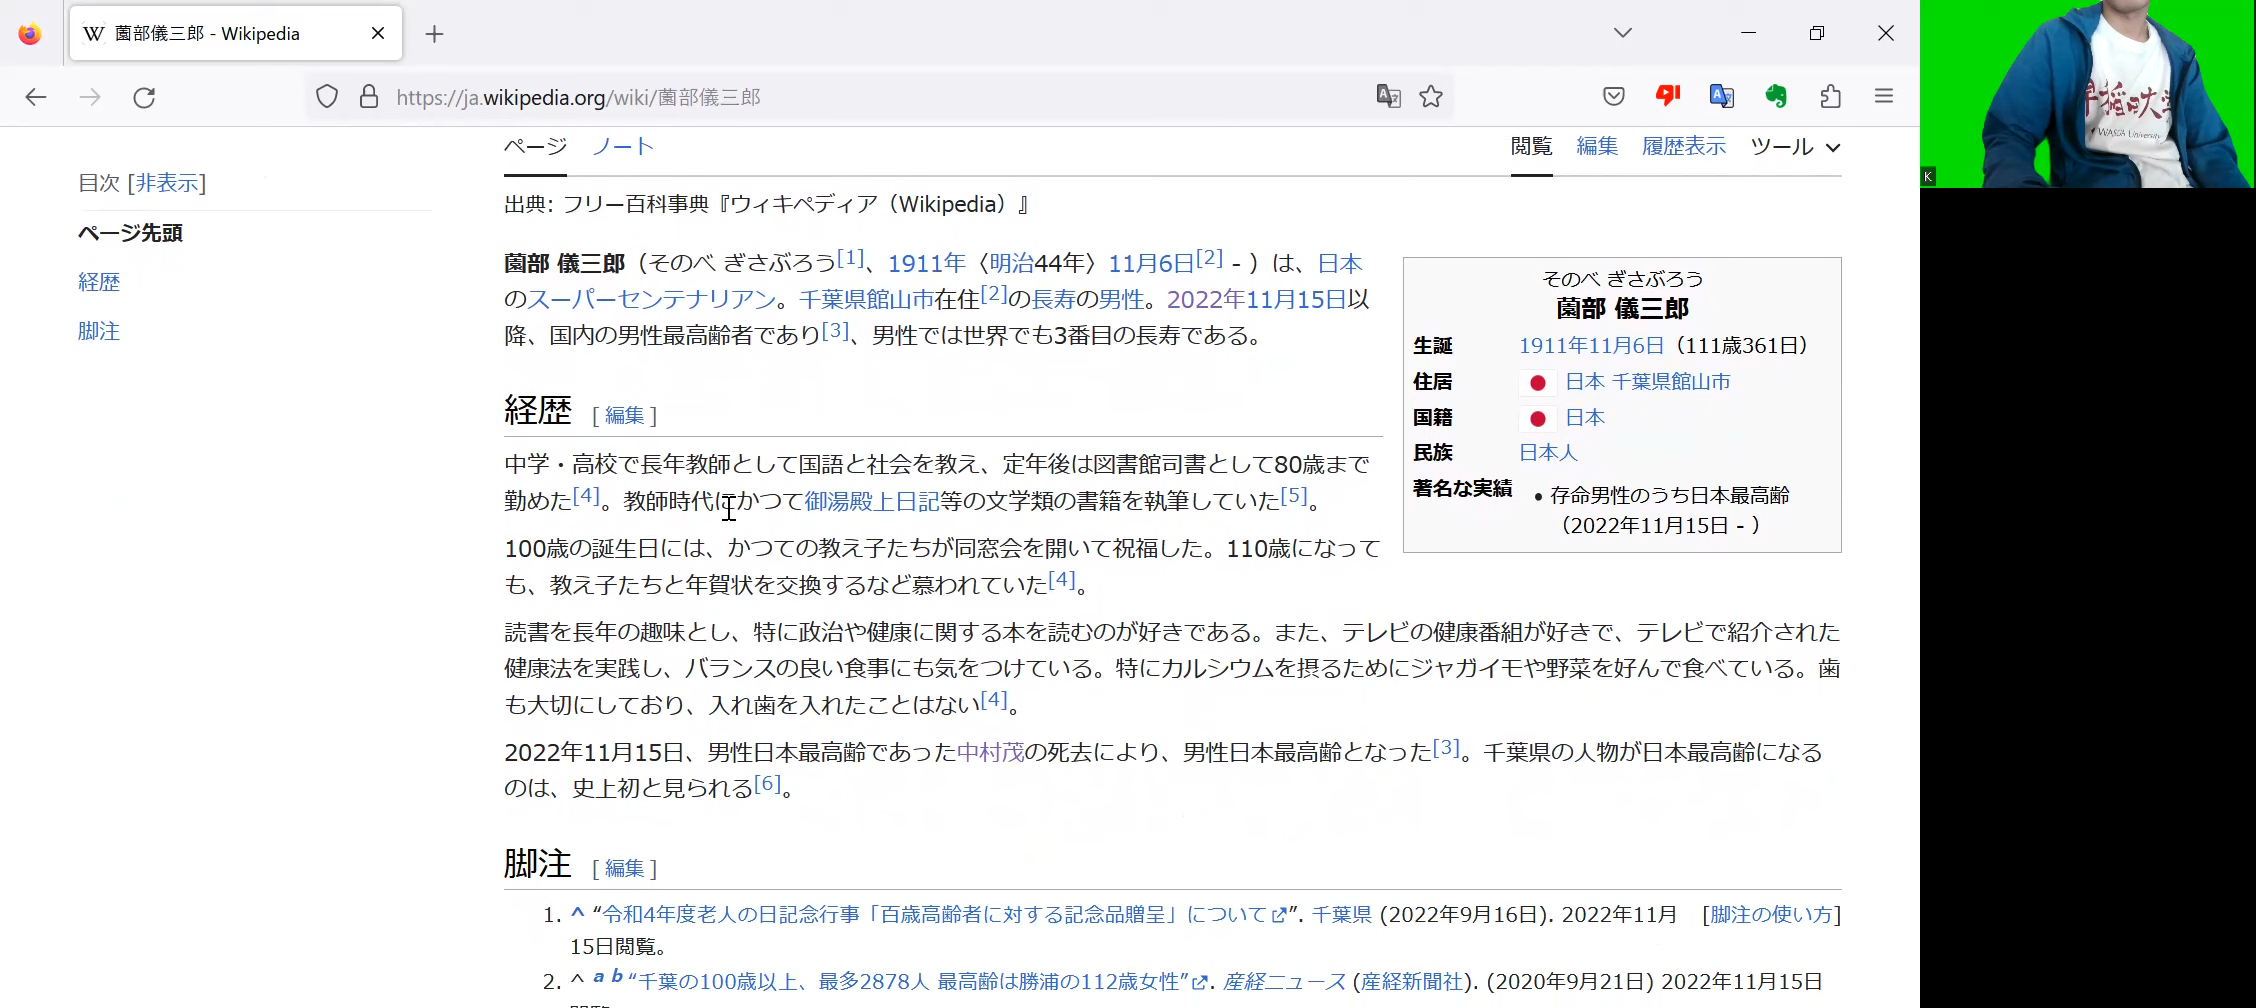 薗部儀三郎 - Wikipedia
https://ja.wikipedia.org/wiki/薗部儀三郎
ページ ノート 閲覧 編集 履歴表示 ツール
目次 [非表示]
ページ先頭
経歴
脚注
出典: フリー百科事典『ウィキペディア（Wikipedia）』
薗部 儀三郎（そのべ ぎさぶろう[1]、1911年〈明治44年〉11月6日[2] - ）は、日本
のスーパーセンテナリアン。千葉県館山市在住[2]の長寿の男性。2022年11月15日以
降、国内の男性最高齢者であり[3]、男性では世界でも3番目の長寿である。
そのべ ぎさぶろう
薗部 儀三郎
生誕 1911年11月6日（111歳361日）
住居 日本 千葉県館山市
国籍 日本
民族 日本人
著名な実績 • 存命男性のうち日本最高齢
（2022年11月15日 - ）
経歴 [ 編集 ]
中学・高校で長年教師として国語と社会を教え、定年後は図書館司書として80歳まで
勤めた[4]。教師時代にかつて御湯殿上日記等の文学類の書籍を執筆していた[5]。
100歳の誕生日には、かつての教え子たちが同窓会を開いて祝福した。110歳になって
も、教え子たちと年賀状を交換するなど慕われていた[4]。
読書を長年の趣味とし、特に政治や健康に関する本を読むのが好きである。また、テレビの健康番組が好きで、テレビで紹介された
健康法を実践し、バランスの良い食事にも気をつけている。特にカルシウムを摂るためにジャガイモや野菜を好んで食べている。歯
も大切にしており、入れ歯を入れたことはない[4]。
2022年11月15日、男性日本最高齢であった中村茂の死去により、男性日本最高齢となった[3]。千葉県の人物が日本最高齢になる
のは、史上初と見られる[6]。
脚注 [ 編集 ]
1. ^ “令和4年度老人の日記念行事「百歳高齢者に対する記念品贈呈」について”. 千葉県 (2022年9月16日). 2022年11月
15日閲覧。
[脚注の使い方]
2. ^ a b “千葉の100歳以上、最多2878人 最高齢は勝浦の112歳女性”. 産経ニュース (産経新聞社). (2020年9月21日) 2022年11月15日
早稲田大学
WASEDA University
K